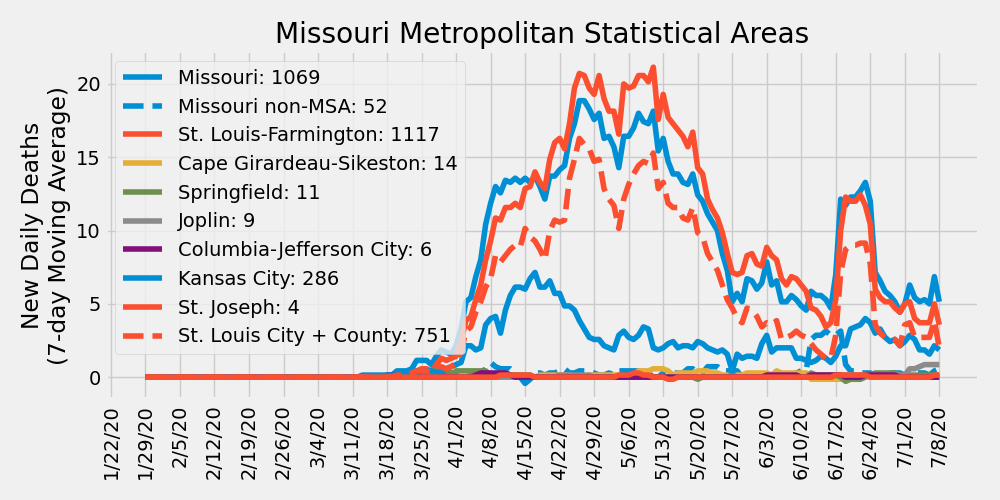 Missouri Metropolitan Statistical Areas
New Daily Deaths
(7-day Moving Average)
20
15
10
5
0
Missouri: 1069
Missouri non-MSA: 52
St. Louis-Farmington: 1117
Cape Girardeau-Sikeston: 14
Springfield: 11
Joplin: 9
Columbia-Jefferson City: 6
Kansas City: 286
St. Joseph: 4
St. Louis City + County: 751
1/22/20
1/29/20
2/5/20
2/12/20
2/19/20
2/26/20
3/4/20
3/11/20
3/18/20
3/25/20
4/1/20
4/8/20
4/15/20
4/22/20
4/29/20
5/6/20
5/13/20
5/20/20
5/27/20
6/3/20
6/10/20
6/17/20
6/24/20
7/1/20
7/8/20